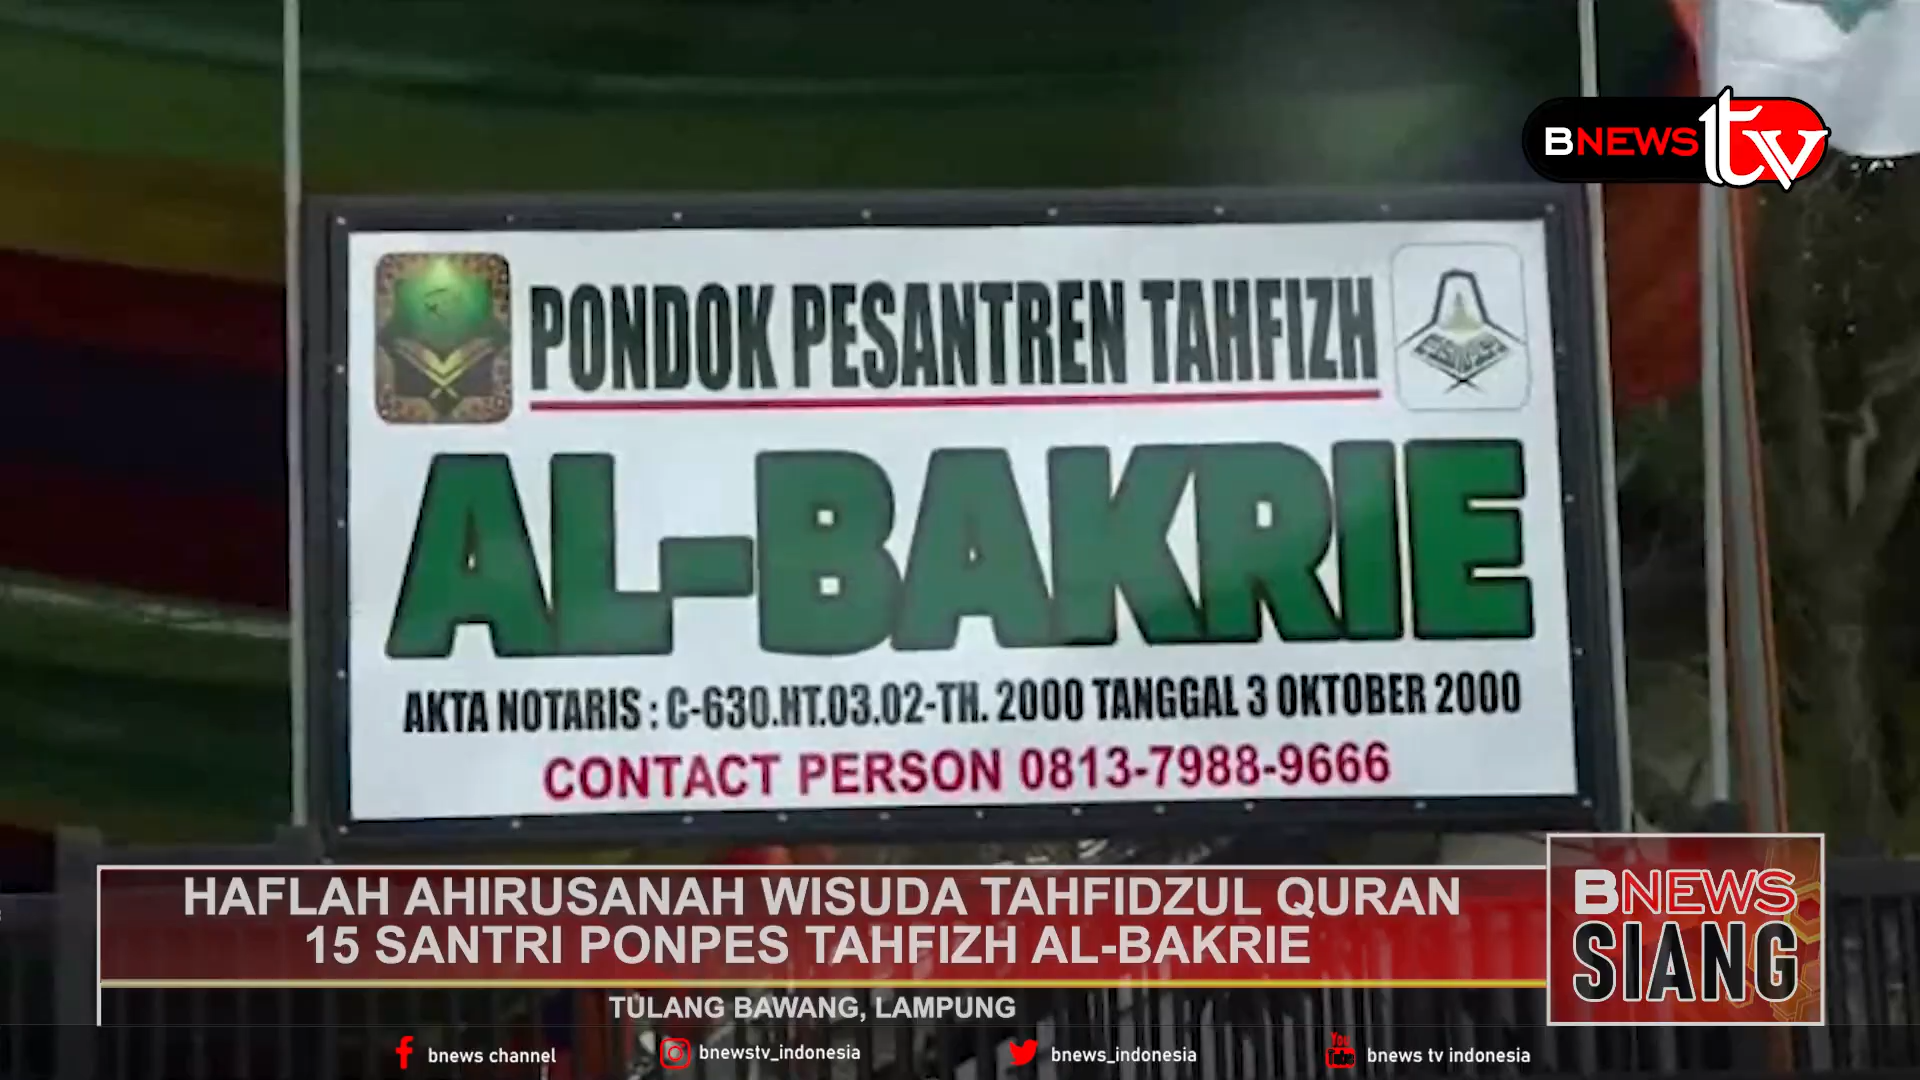 BNEWS tv
PONDOK PESANTREN TAHFIZH
AL-BAKRIE
AKTA NOTARIS : C-630.HT.03.02-TH. 2000 TANGGAL 3 OKTOBER 2000
CONTACT PERSON 0813-7988-9666
HAFLAH AHIRUSANAH WISUDA TAHFIDZUL QURAN
15 SANTRI PONPES TAHFIZH AL-BAKRIE
BNEWS
SIANG
TULANG BAWANG, LAMPUNG
bnews channel
bnewstv_indonesia
bnews_indonesia
You
Tube
bnews tv indonesia